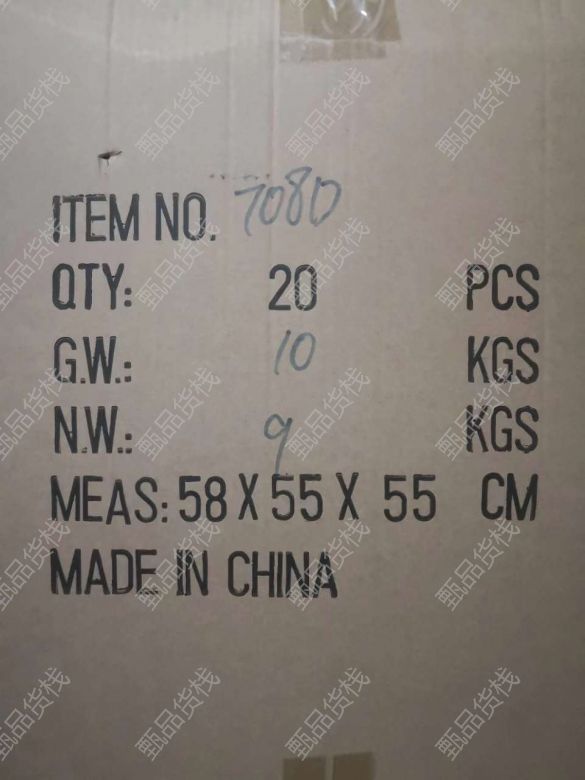 ITEM NO. 7080
QTY: 20 PCS
G.W.: 10 KGS
N.W.: 9 KGS
MEAS: 58 X 55 X 55 CM
MADE IN CHINA
甄品货栈